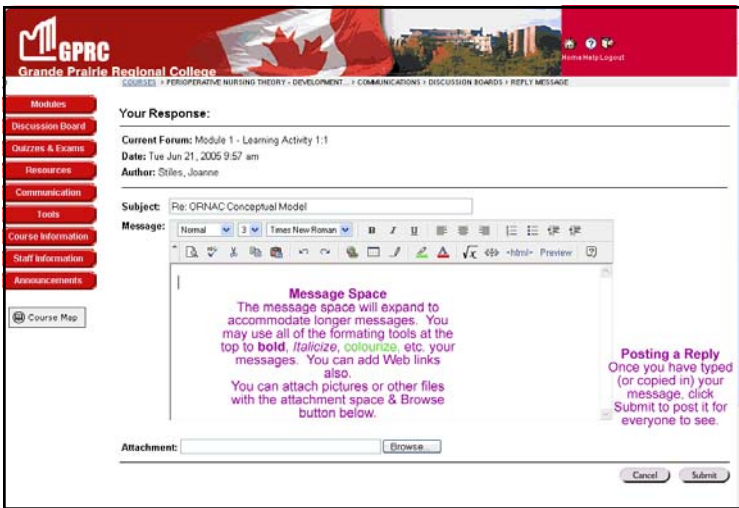 GPRC
Grande Prairie Regional College
Home Help Logout
COURSES > PERIOPERATIVE NURSING THEORY - DEVELOPMENT... > COMMUNICATIONS > DISCUSSION BOARDS > REPLY MESSAGE
Modules
Discussion Board
Quizzes & Exams
Resources
Communication
Tools
Course Information
Staff Information
Announcements
Course Map
Your Response:
Current Forum: Module 1 - Learning Activity 1:1
Date: Tue Jun 21, 2005 9:57 am
Author: Stiles, Joanne
Subject: Re: ORNAC Conceptual Model
Message: Normal 3 Times New Roman B I U
√x <html> Preview
Message Space
The message space will expand to
accommodate longer messages. You
may use all of the formating tools at the
top to bold, Italicize, colourize, etc. your
messages. You can add Web links
also.
You can attach pictures or other files
with the attachment space & Browse
button below.
Posting a Reply
Once you have typed
(or copied in) your
message, click
Submit to post it for
everyone to see.
Attachment: Browse...
Cancel Submit